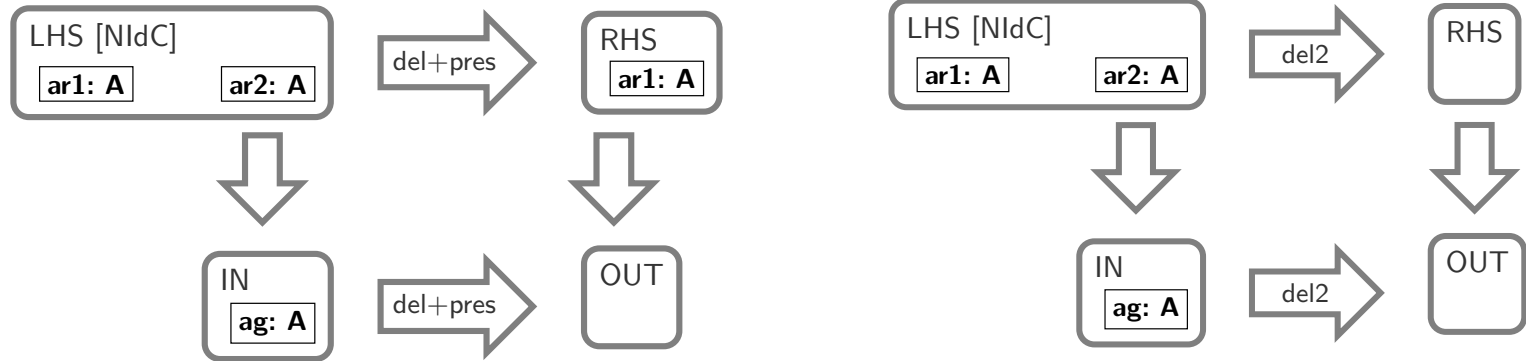 LHS [NIdC]
ar1: A
ar2: A
del+pres
RHS
ar1: A
IN
ag: A
del+pres
OUT
LHS [NIdC]
ar1: A
ar2: A
del2
RHS
IN
ag: A
del2
OUT